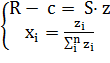 R − c = S· z
xᵢ = zᵢ / ∑ᵢⁿ zᵢ